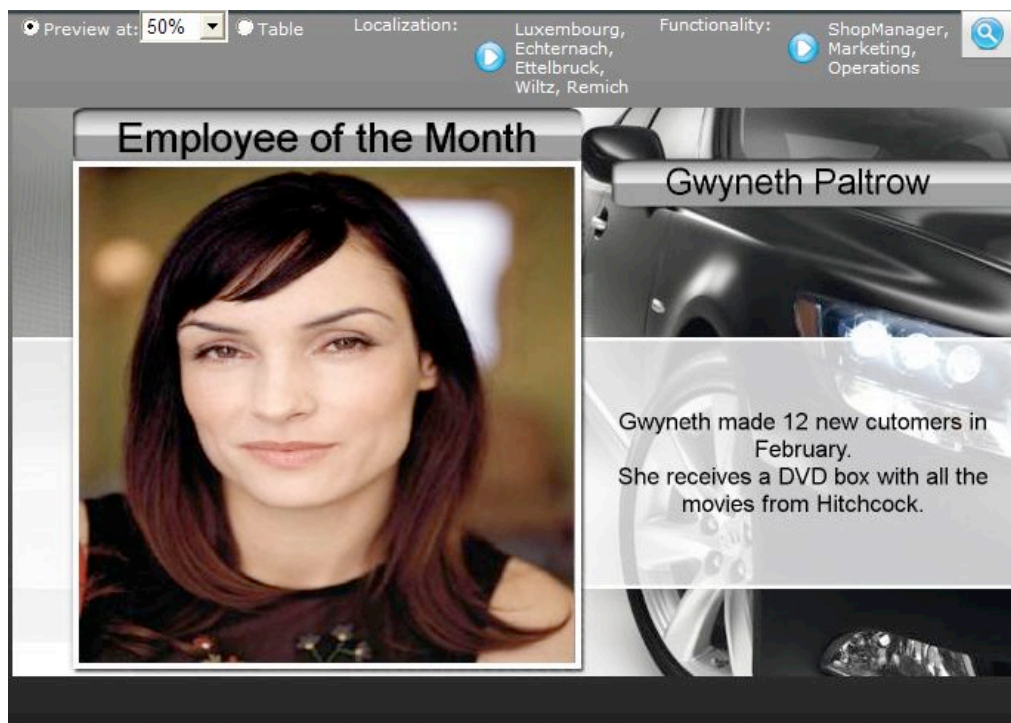 Preview at: 50% Table
Localization:
Luxembourg,
Echternach,
Ettelbruck,
Wiltz, Remich
Functionality:
ShopManager,
Marketing,
Operations
Employee of the Month
Gwyneth Paltrow
Gwyneth made 12 new cutomers in
February.
She receives a DVD box with all the
movies from Hitchcock.